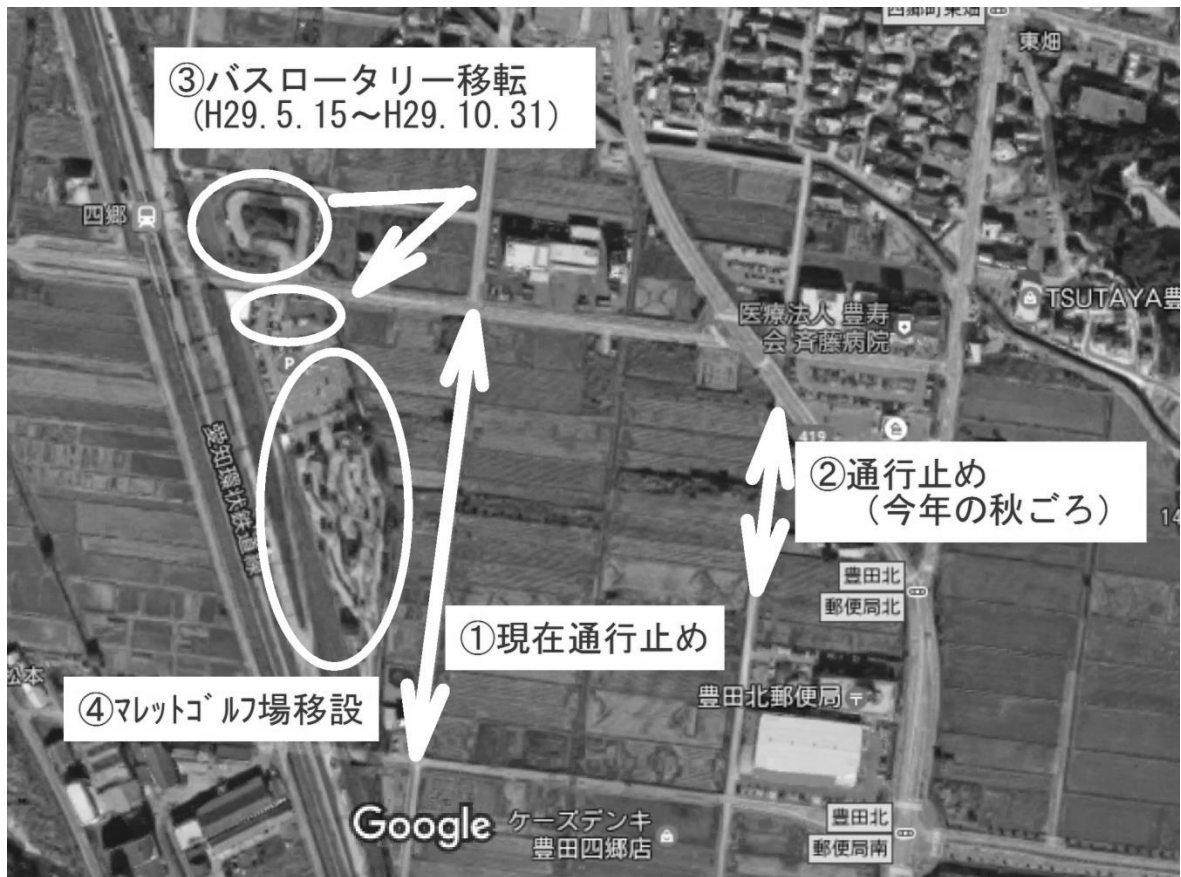 四郷町東畑
東畑
③バスロータリー移転
(H29.5.15～H29.10.31)
四郷
TSUTAYA豊
医療法人 豊寿
会 斉藤病院
P
419
愛知環状鉄道線
②通行止め
(今年の秋ごろ)
14
豊田北
郵便局北
①現在通行止め
松本
④ﾏﾚｯﾄｺﾞﾙﾌ場移設
豊田北郵便局
Google
ケーズデンキ
豊田四郷店
豊田北
郵便局南